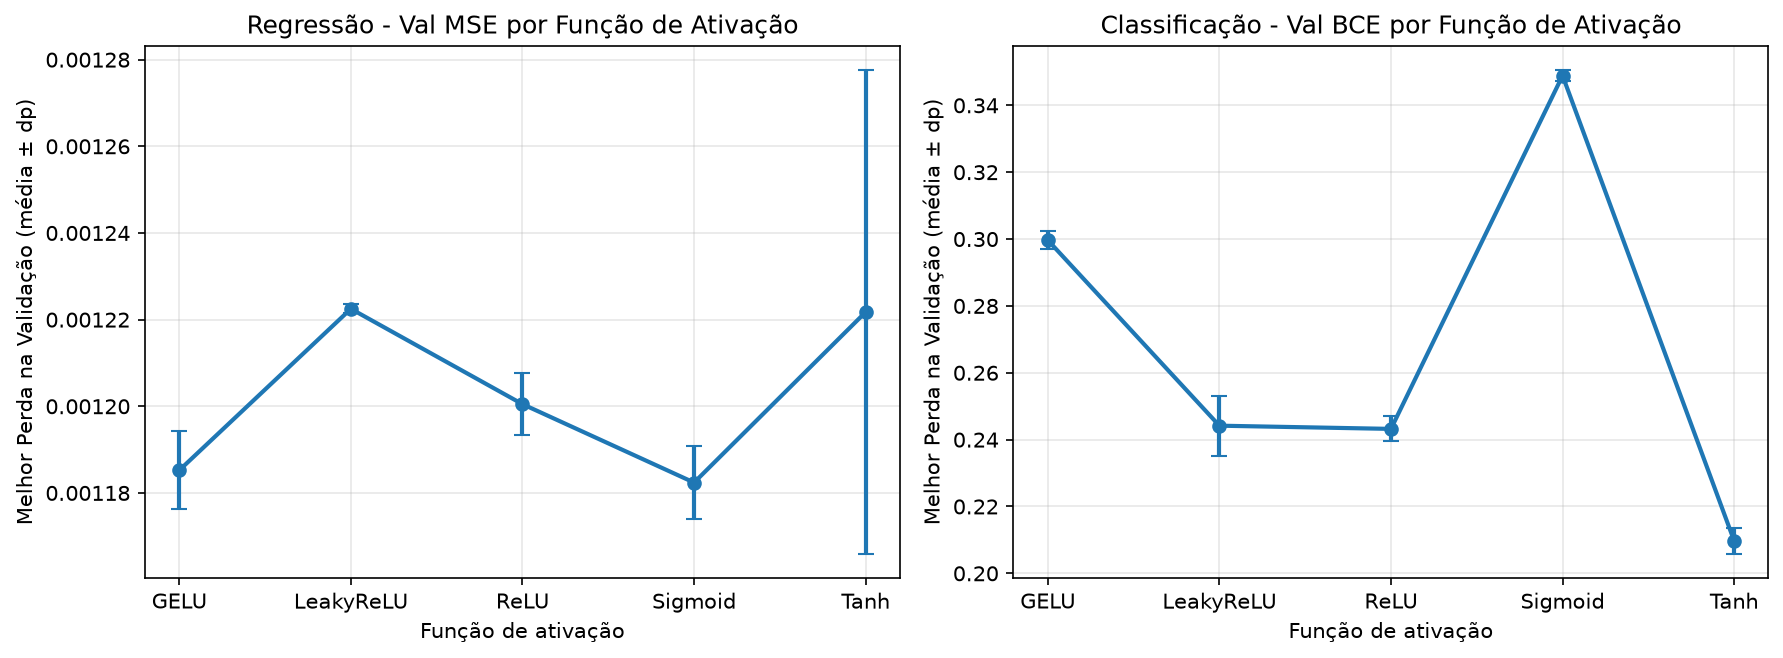 Regressão - Val MSE por Função de Ativação
Melhor Perda na Validação (média ± dp)
0.00128
0.00126
0.00124
0.00122
0.00120
0.00118
GELU
LeakyReLU
ReLU
Sigmoid
Tanh
Função de ativação
Classificação - Val BCE por Função de Ativação
Melhor Perda na Validação (média ± dp)
0.34
0.32
0.30
0.28
0.26
0.24
0.22
0.20
GELU
LeakyReLU
ReLU
Sigmoid
Tanh
Função de ativação